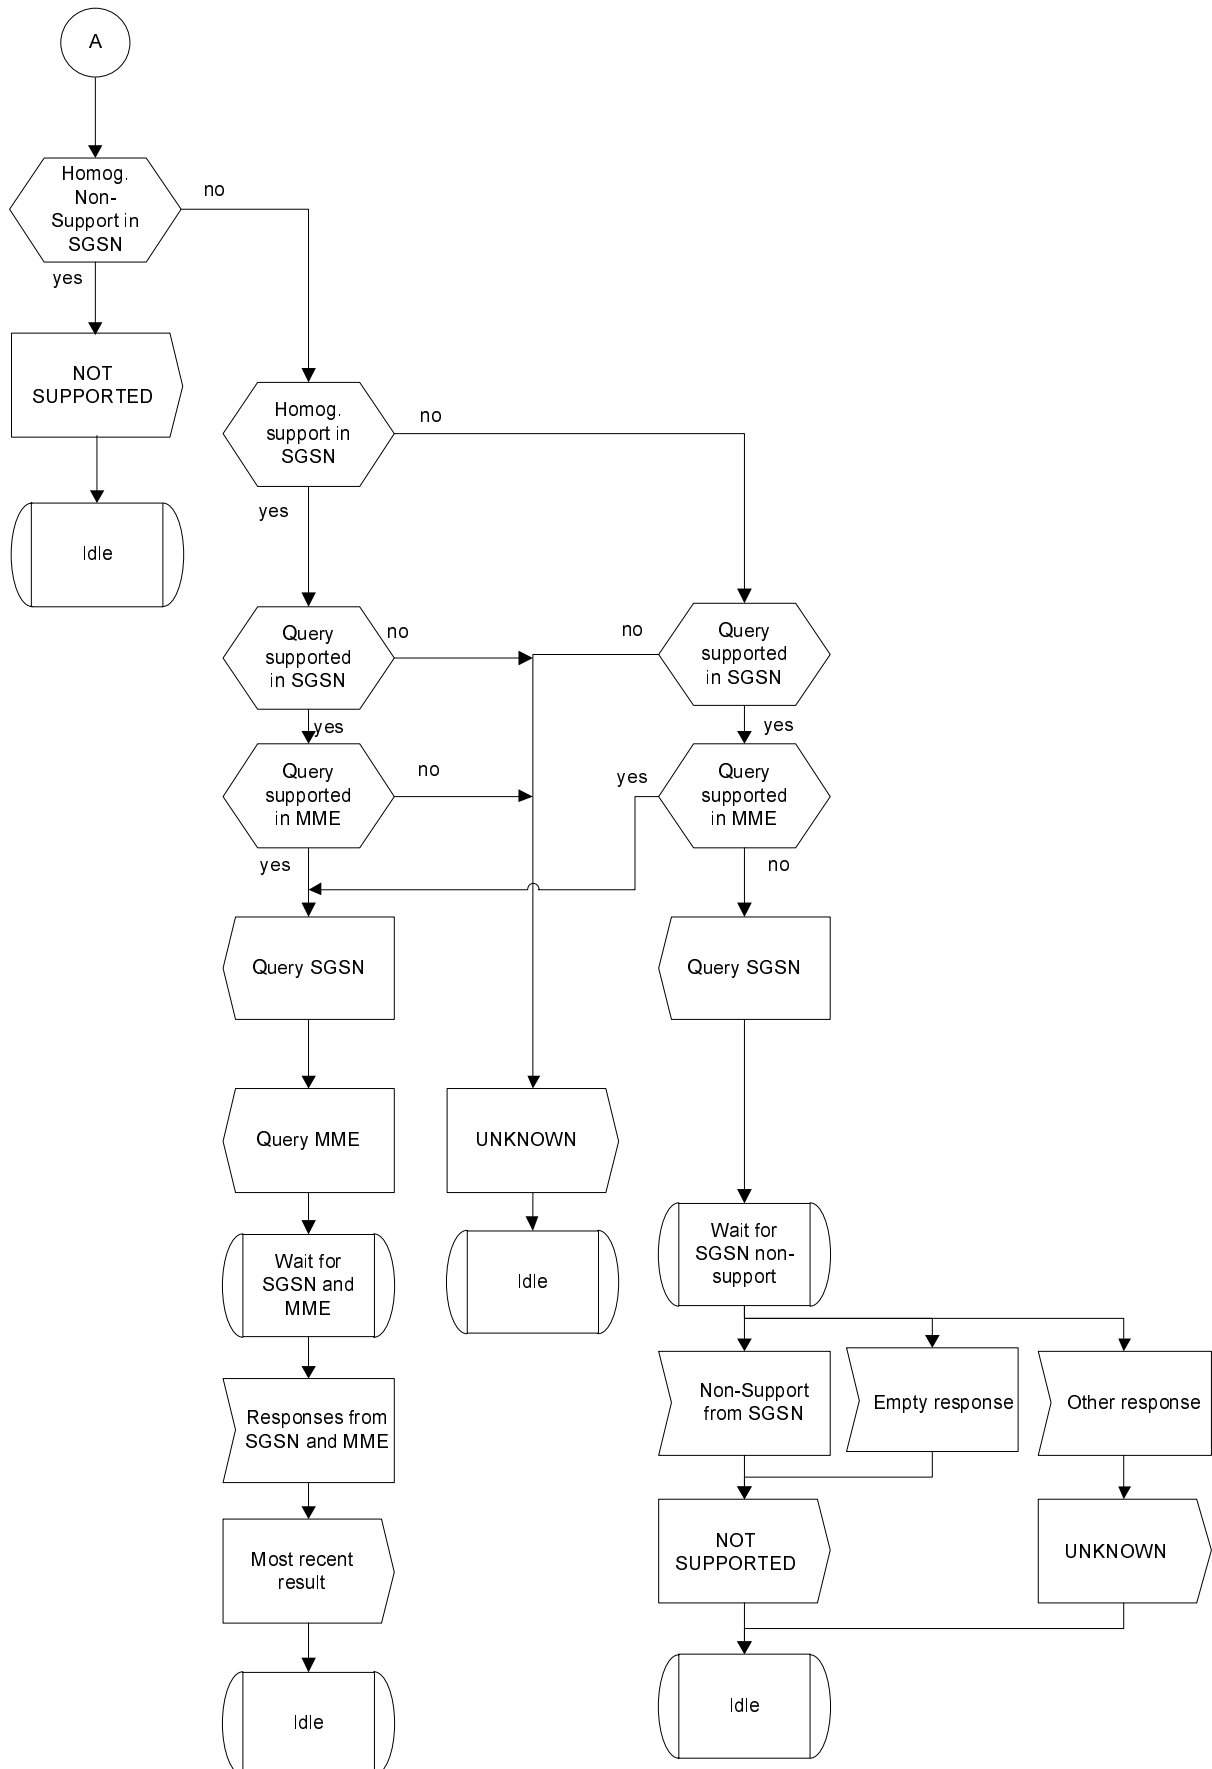 A
Homog.
Non-
Support in
SGSN
no
yes
NOT
SUPPORTED
Idle
Homog.
support in
SGSN
no
yes
Query
supported
in SGSN
no
yes
no
Query
supported
in SGSN
yes
Query
supported
in MME
no
yes
yes
Query
supported
in MME
no
Query SGSN
Query SGSN
Query MME
UNKNOWN
Wait for
SGSN and
MME
Idle
Wait for
SGSN non-
support
Responses from
SGSN and MME
Non-Support
from SGSN
Empty response
Other response
Most recent
result
NOT
SUPPORTED
UNKNOWN
Idle
Idle